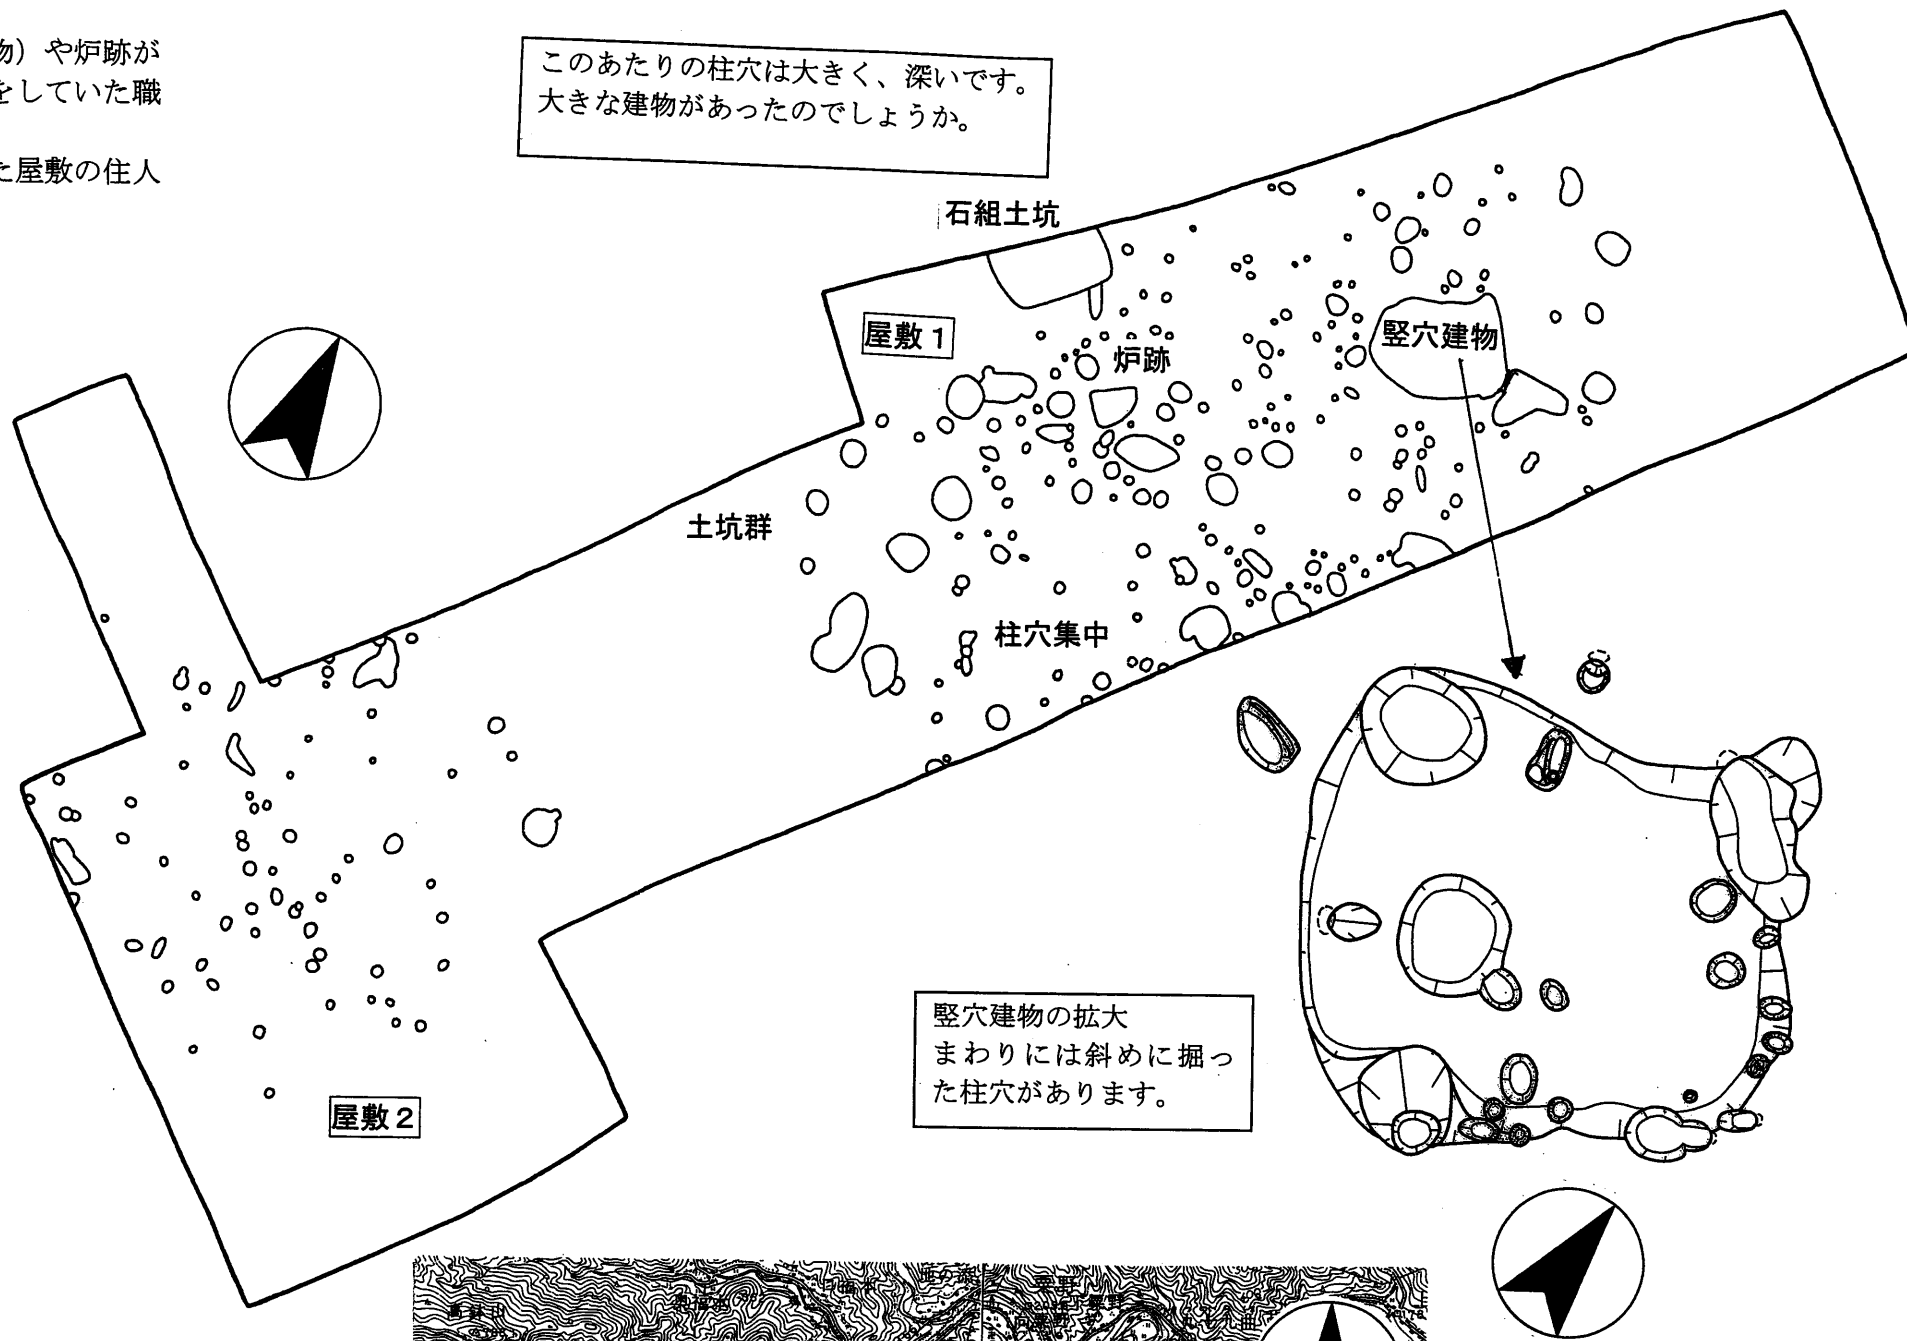 物）や炉跡が
をしていた職
た屋敷の住人
このあたりの柱穴は大きく、深いです。
大きな建物があったのでしょうか。
石組土坑
屋敷１
炉跡
竪穴建物
土坑群
柱穴集中
竪穴建物の拡大
まわりには斜めに掘っ
た柱穴があります。
屋敷２
粟野